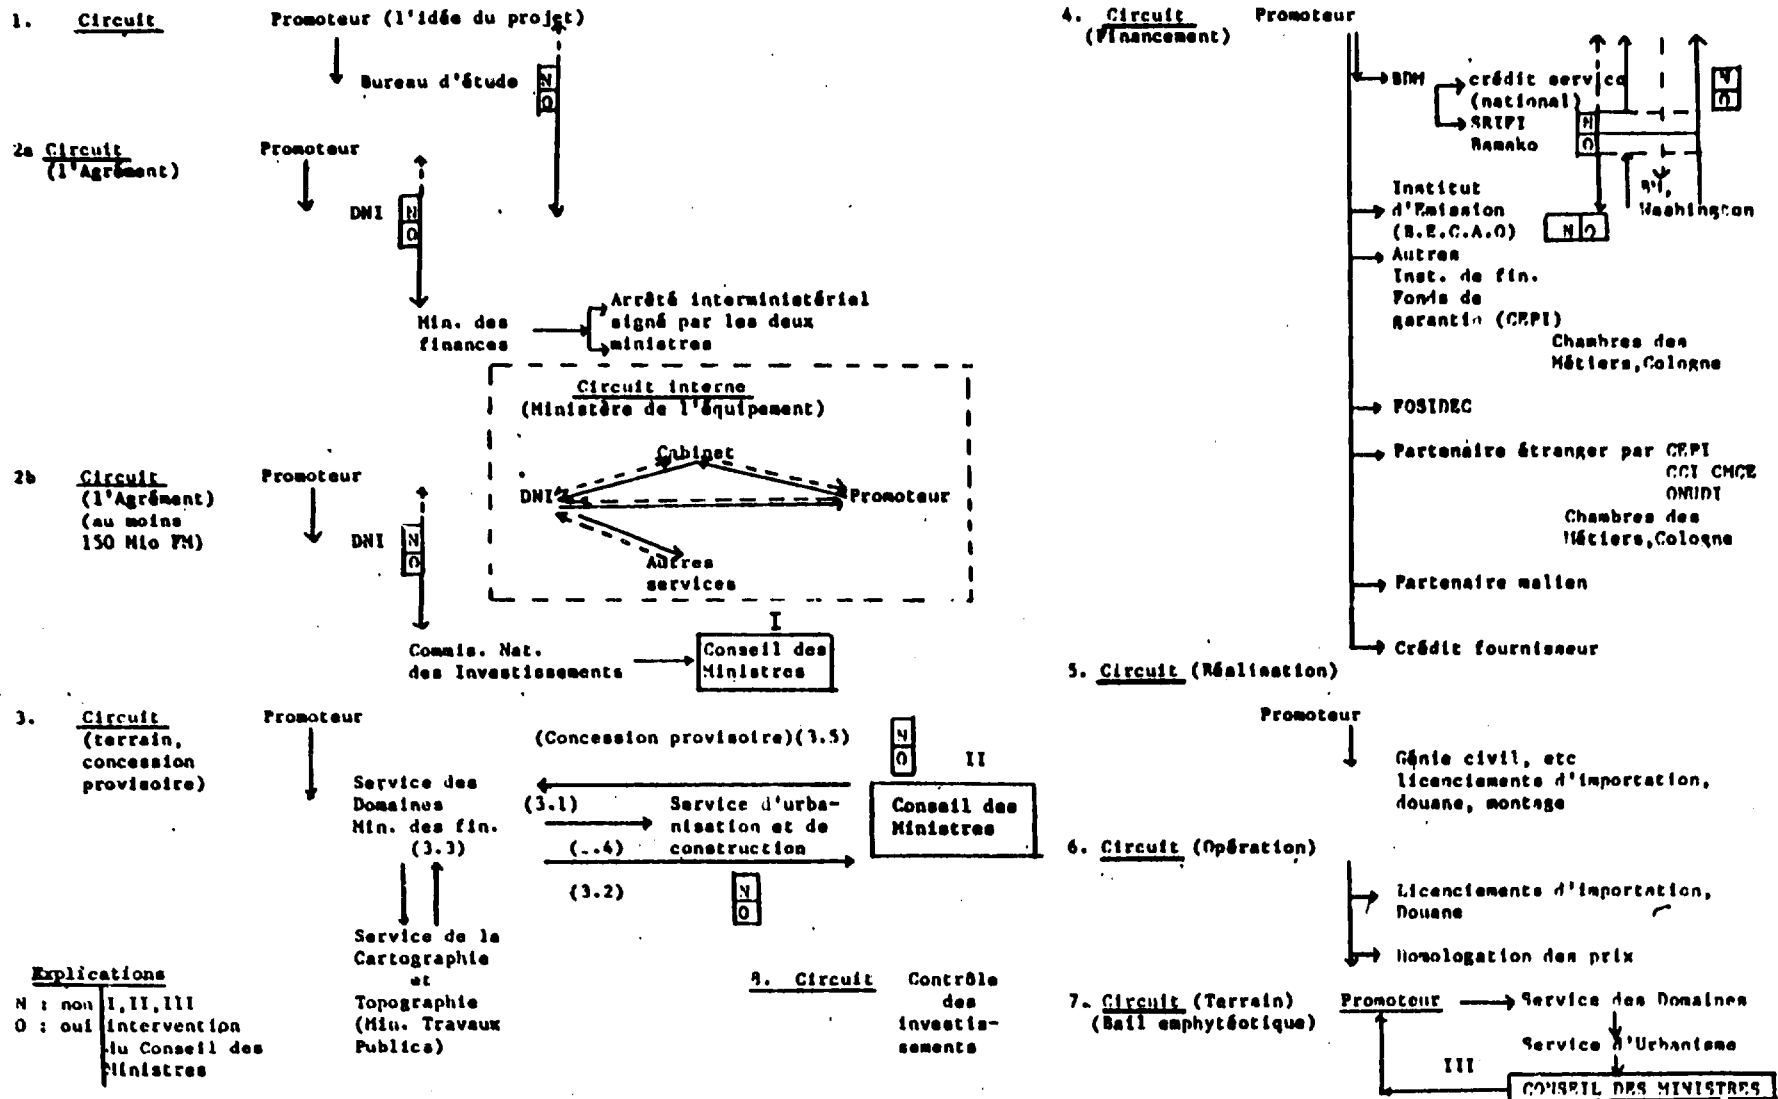 1. Circuit
Promoteur (l'idée du projet)
Bureau d'étude
N
O
2a Circuit
(l'Agrément)
Promoteur
DNI
N
O
Min. des
finances
Arrêté interministériel
signé par les deux
ministres
Circuit interne
(Ministère de l'équipement)
Cabinet
DNI
Promoteur
Autres
services
2b Circuit
(l'Agrément)
(au moins
150 Mio FM)
Promoteur
DNI
N
O
Commis. Nat.
des Investissements
I
Conseil des
Ministres
3. Circuit
(terrain,
concession
provisoire)
Promoteur
(Concession provisoire)(3.5)
N
O
II
Service des
Domaines
Min. des fin.
(3.3)
(3.1)
Service d'urba-
nisation et de
construction
(..4)
(3.2)
N
O
Conseil des
Ministres
Service de la
Cartographie
et
Topographie
(Min. Travaux
Publics)
Explications
N : non I,II,III
O : oui intervention
du Conseil des
Ministres
8. Circuit
Contrôle
des
investis-
sements
4. Circuit
(Financement)
Promoteur
BDM
crédit service
(national)
SRIPI
Bamako
N
O
N
O
Washington
Institut
d'Emission
(B.E.C.A.O)
N O
Autres
Inst. de fin.
Fonds de
garantie (CEPI)
Chambres des
Métiers,Cologne
FOSIDEC
Partenaire étranger par CEPI
CCI CMCE
ONUDI
Chambres des
Métiers,Cologne
Partenaire malien
Crédit fournisseur
5. Circuit (Réalisation)
Promoteur
Génie civil, etc
licenciements d'importation,
douane, montage
6. Circuit (Opération)
Licenciements d'importation,
Douane
Homologation des prix
7. Circuit (Terrain)
(Bail emphytéotique)
Promoteur
Service des Domaines
Service d'Urbanisme
III
CONSEIL DES MINISTRES